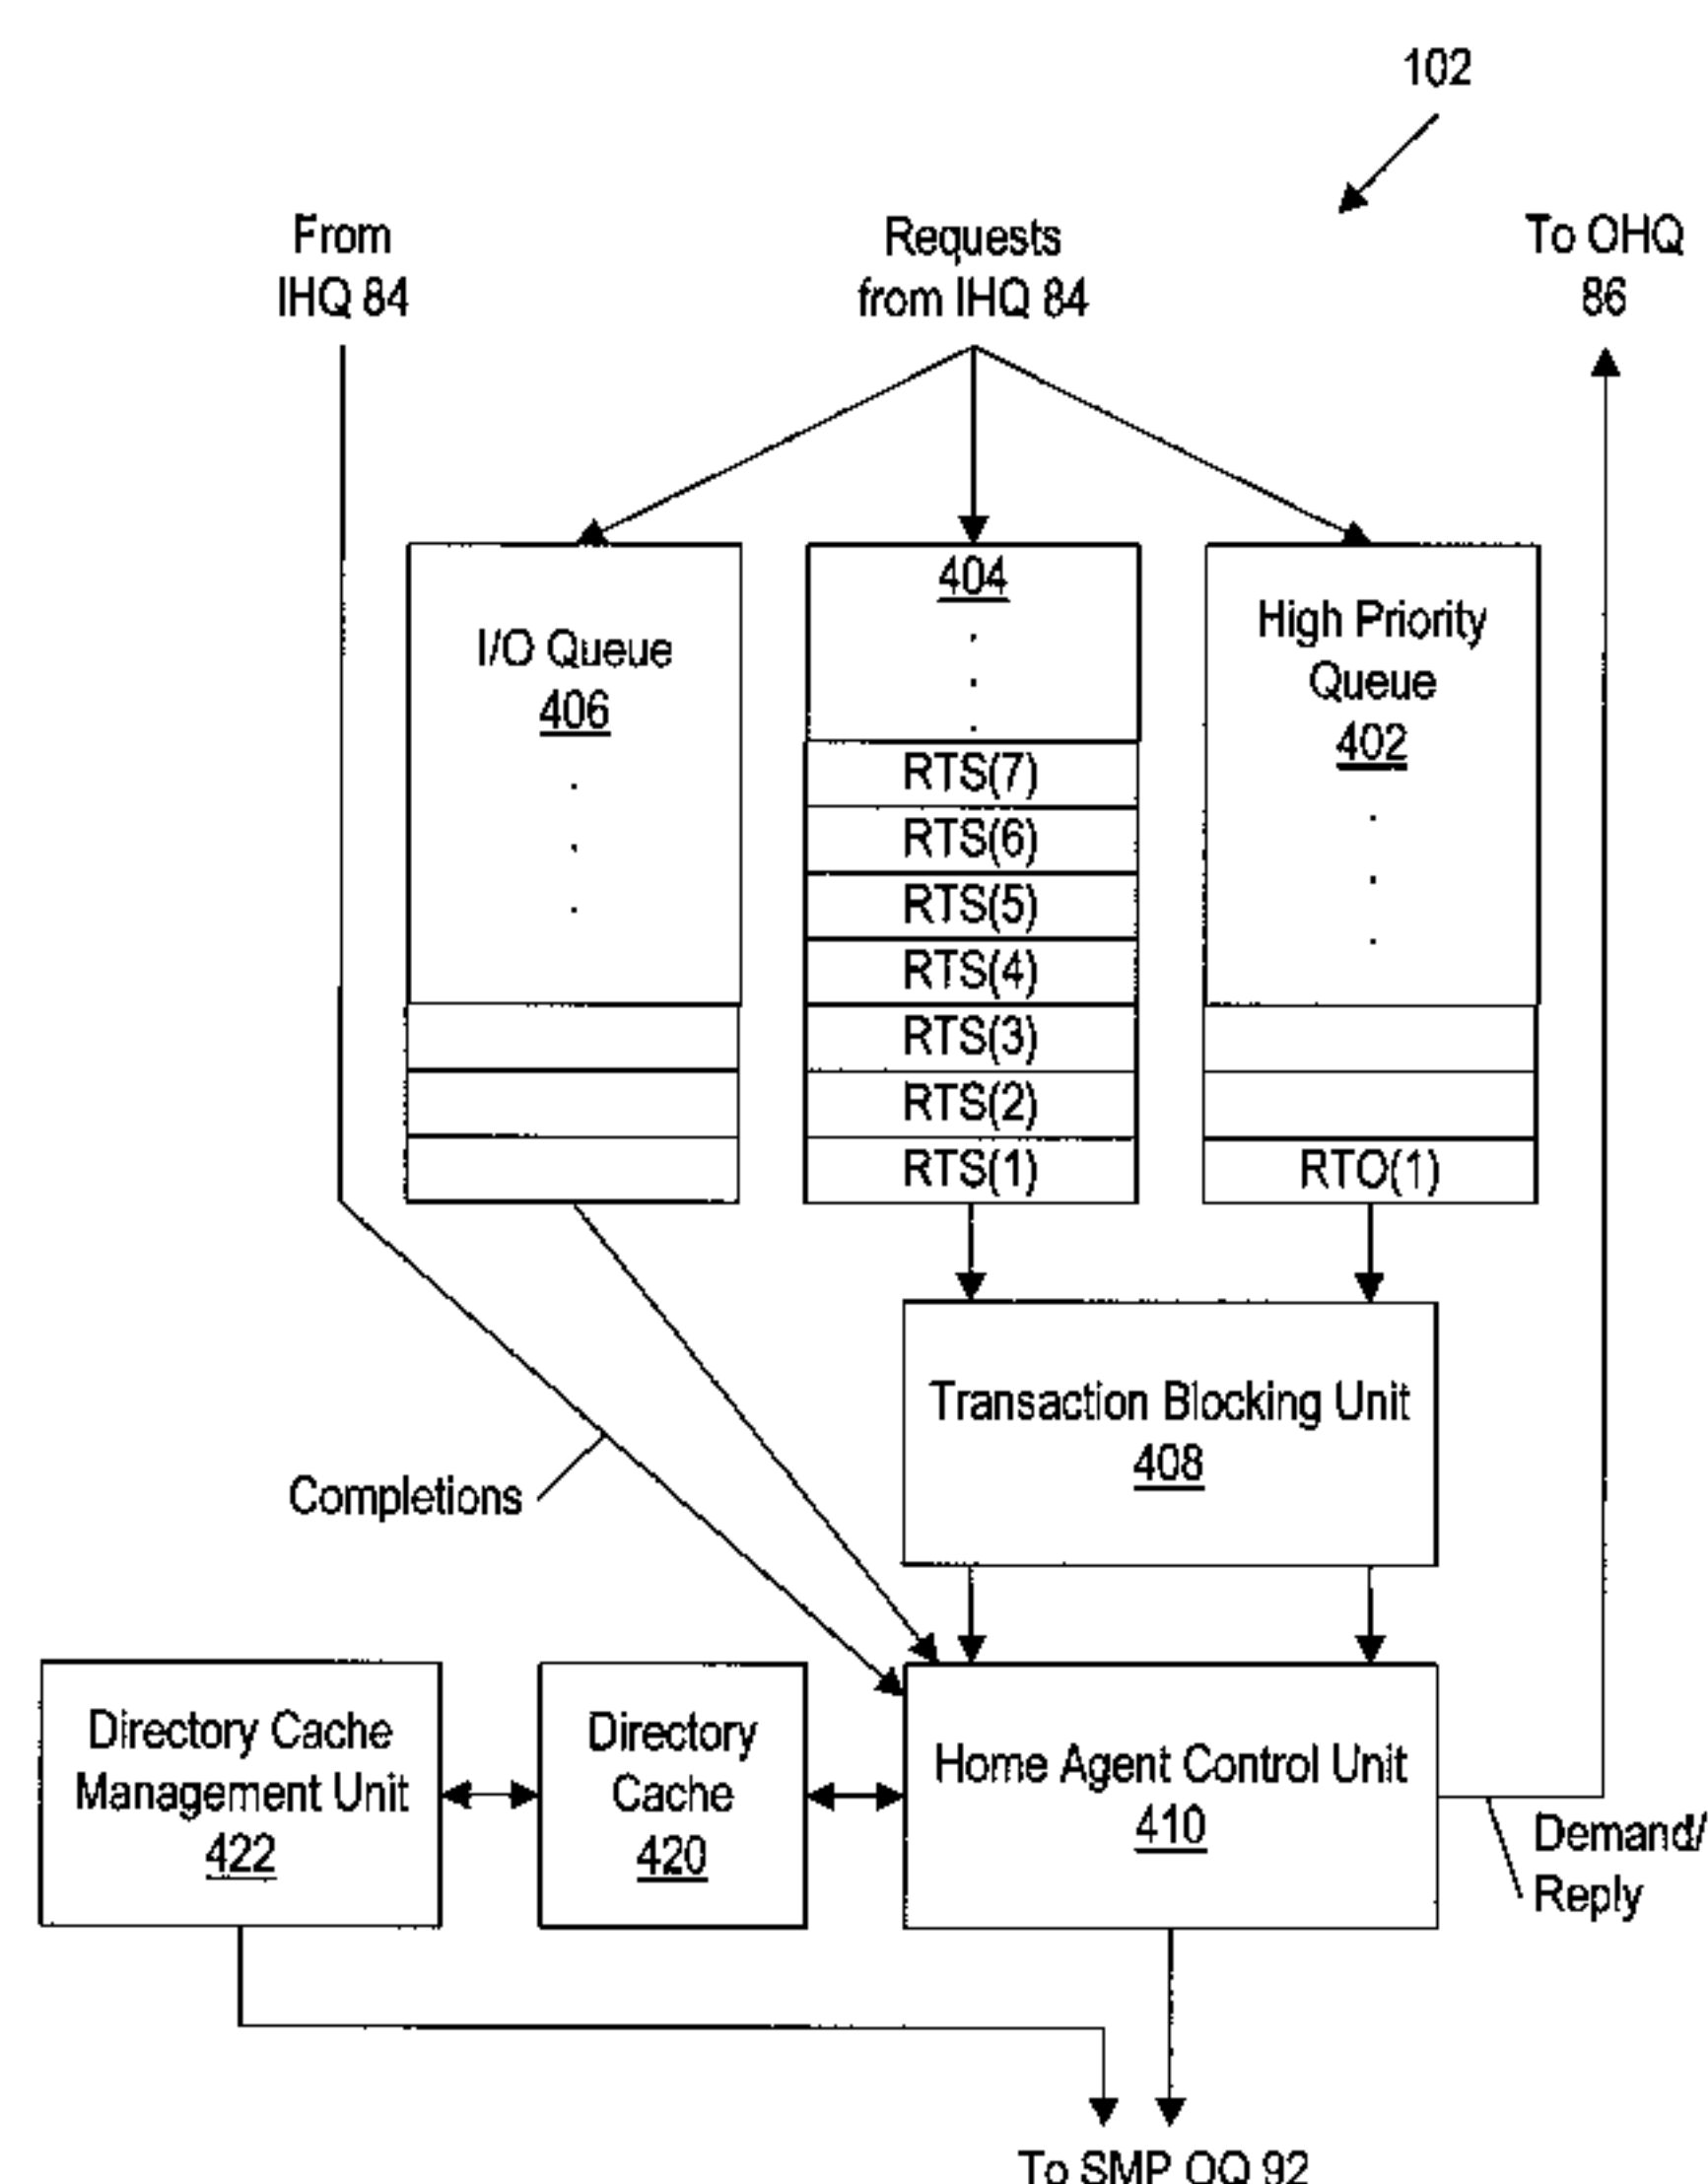 102
From
IHQ 84
Requests
from IHQ 84
To OHQ
86
I/O Queue
406
404
High Priority
Queue
402
RTS(7)
RTS(6)
RTS(5)
RTS(4)
RTS(3)
RTS(2)
RTS(1)
RTO(1)
Transaction Blocking Unit
408
Completions
Directory Cache
Management Unit
422
Directory
Cache
420
Home Agent Control Unit
410
Demand/
Reply
To SMP OQ 92